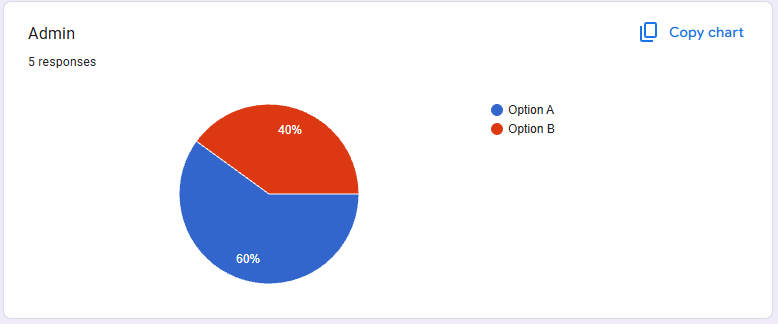 Admin
Copy chart
5 responses
Option A
Option B
40%
60%